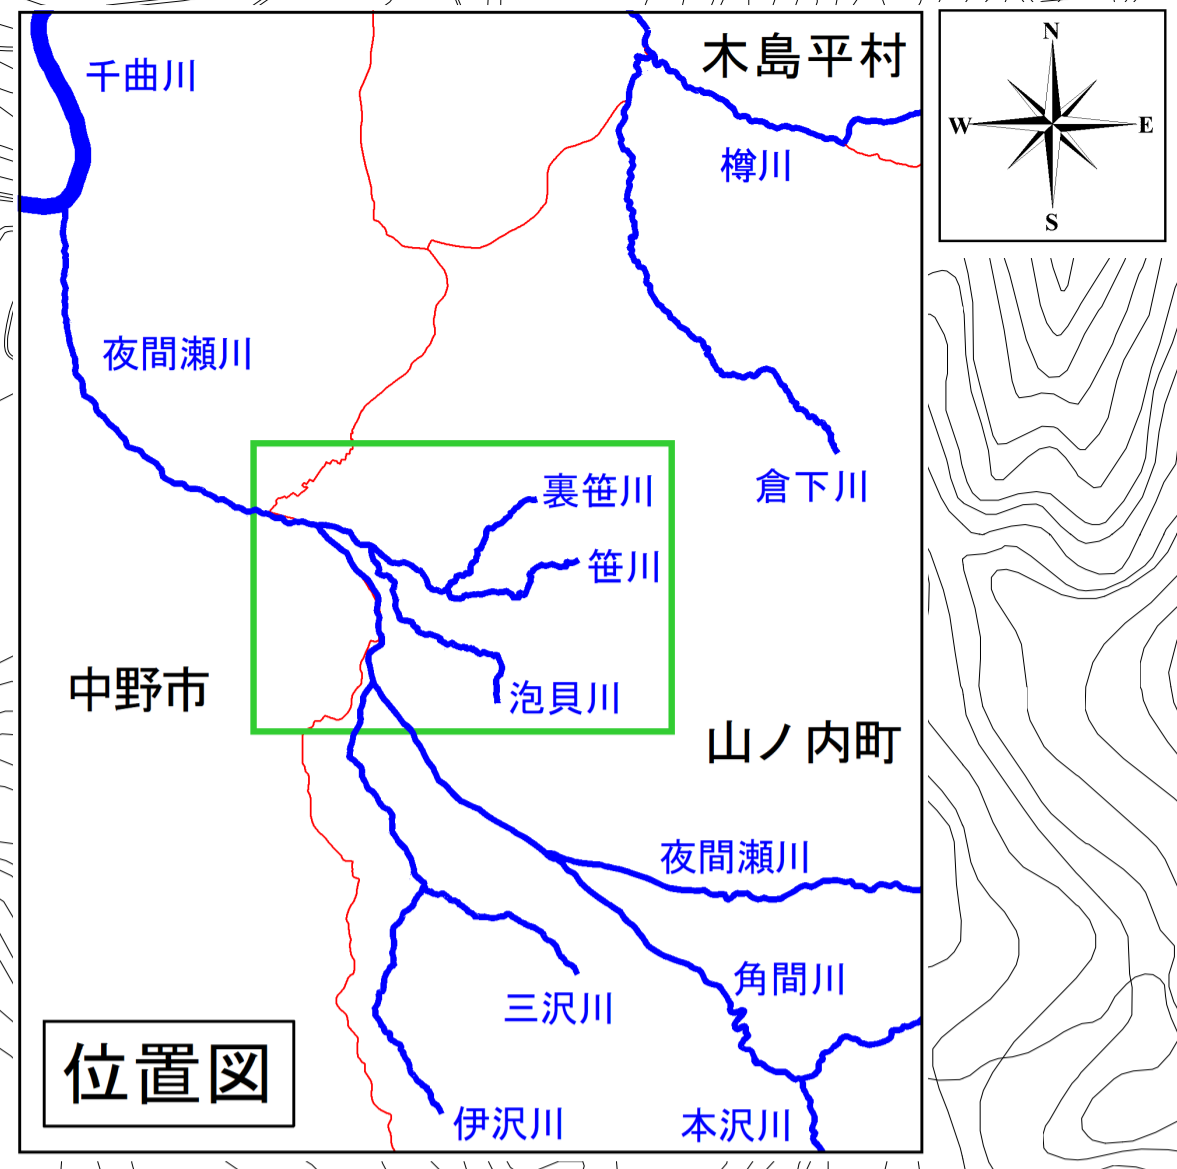 木島平村
千曲川
樽川
夜間瀬川
倉下川
裏笹川
笹川
中野市
泡貝川
山ノ内町
夜間瀬川
角間川
三沢川
位置図
伊沢川
本沢川
N
W
E
S